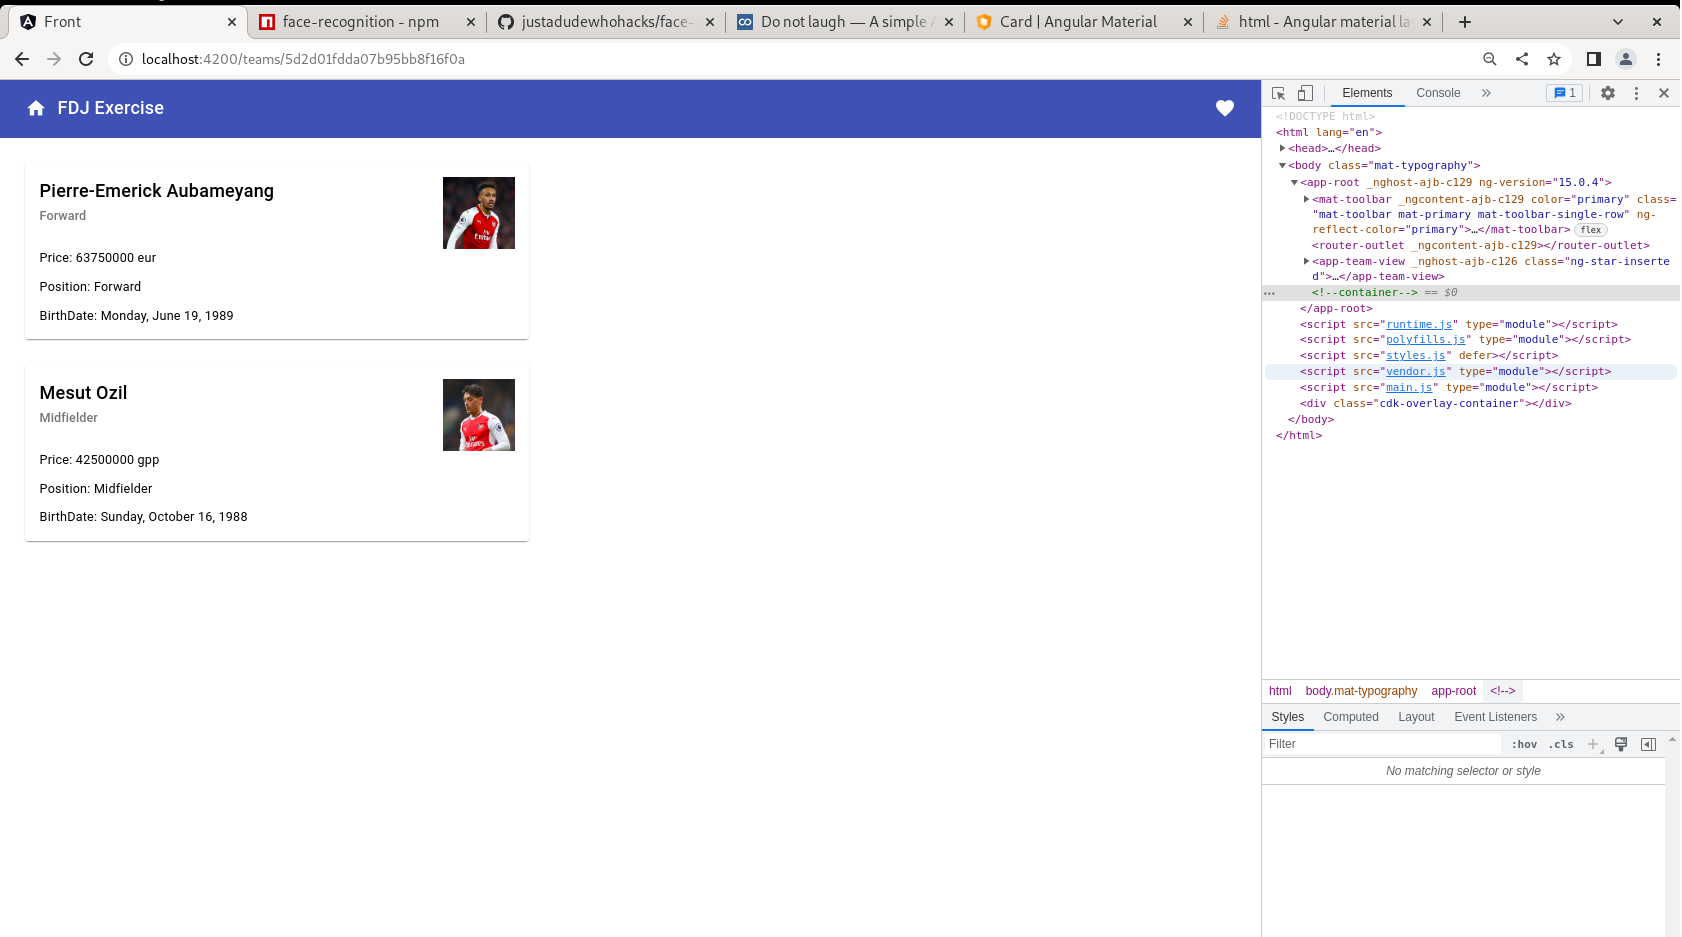 Front
face-recognition - npm
justadudewhohacks/face-
Do not laugh — A simple A
Card | Angular Material
html - Angular material la
localhost:4200/teams/5d2d01fdda07b95bb8f16f0a
FDJ Exercise
Pierre-Emerick Aubameyang
Forward
Price: 63750000 eur
Position: Forward
BirthDate: Monday, June 19, 1989
Mesut Ozil
Midfielder
Price: 42500000 gpp
Position: Midfielder
BirthDate: Sunday, October 16, 1988
Elements Console » 1
<!DOCTYPE html>
<html lang="en">
<head>…</head>
<body class="mat-typography">
<app-root _nghost-ajb-c129 ng-version="15.0.4">
<mat-toolbar _ngcontent-ajb-c129 color="primary" class=
"mat-toolbar mat-primary mat-toolbar-single-row" ng-
reflect-color="primary">…</mat-toolbar> flex
<router-outlet _ngcontent-ajb-c129></router-outlet>
<app-team-view _nghost-ajb-c126 class="ng-star-inserte
d">…</app-team-view>
<!--container--> == $0
</app-root>
<script src="runtime.js" type="module"></script>
<script src="polyfills.js" type="module"></script>
<script src="styles.js" defer></script>
<script src="vendor.js" type="module"></script>
<script src="main.js" type="module"></script>
<div class="cdk-overlay-container"></div>
</body>
</html>
html body.mat-typography app-root <!-->
Styles Computed Layout Event Listeners »
Filter :hov .cls
No matching selector or style